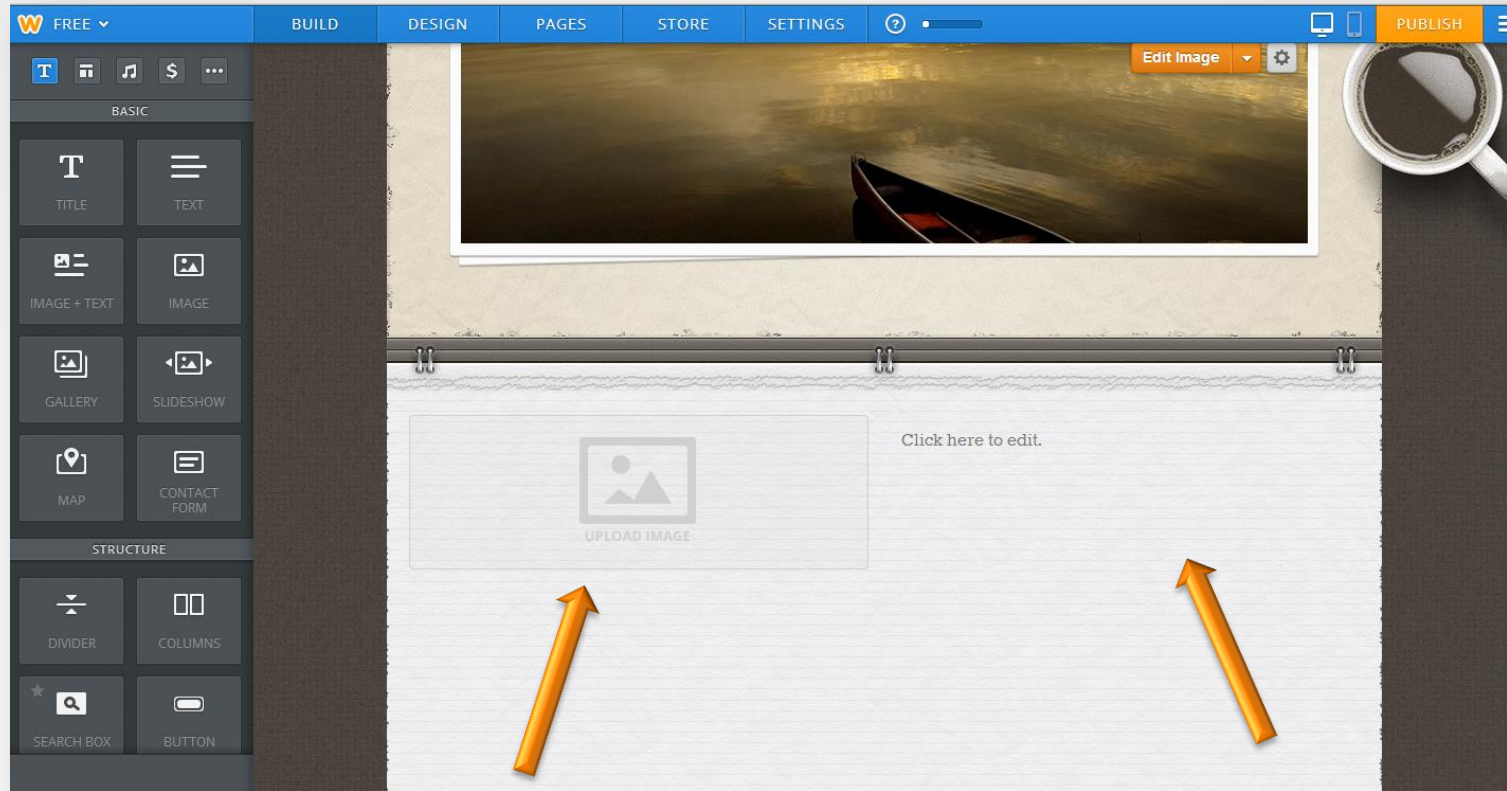 FREE BUILD DESIGN PAGES STORE SETTINGS ? PUBLISH
T $
Edit Image
BASIC
T
TITLE TEXT
IMAGE + TEXT IMAGE
GALLERY SLIDESHOW
MAP CONTACT FORM
STRUCTURE
DIVIDER COLUMNS
SEARCH BOX BUTTON
UPLOAD IMAGE
Click here to edit.